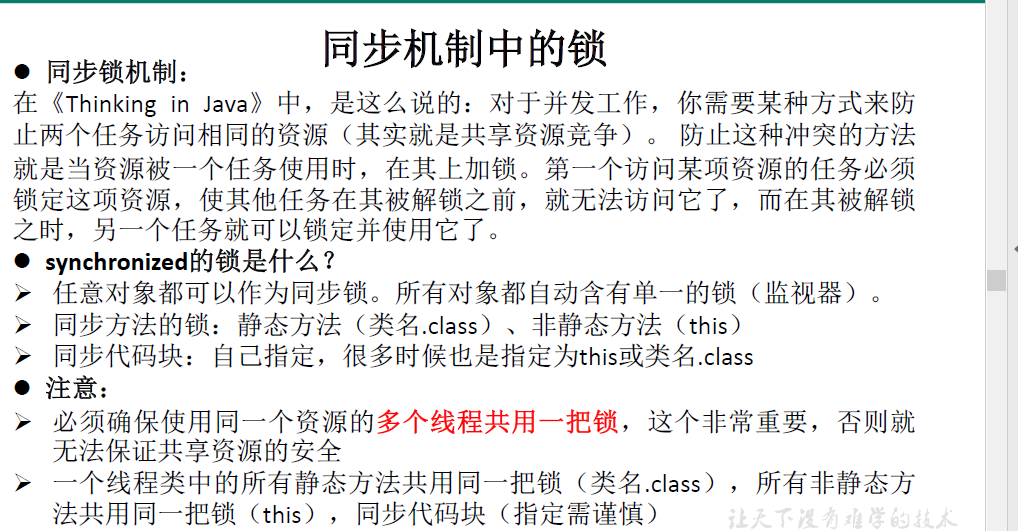 同步机制中的锁
● 同步锁机制：
在《Thinking in Java》中，是这么说的：对于并发工作，你需要某种方式来防
止两个任务访问相同的资源（其实就是共享资源竞争）。 防止这种冲突的方法
就是当资源被一个任务使用时，在其上加锁。第一个访问某项资源的任务必须
锁定这项资源，使其他任务在其被解锁之前，就无法访问它了，而在其被解锁
之时，另一个任务就可以锁定并使用它了。
● synchronized的锁是什么？
➢ 任意对象都可以作为同步锁。所有对象都自动含有单一的锁（监视器）。
➢ 同步方法的锁：静态方法（类名.class）、非静态方法（this）
➢ 同步代码块：自己指定，很多时候也是指定为this或类名.class
● 注意：
➢ 必须确保使用同一个资源的多个线程共用一把锁，这个非常重要，否则就
无法保证共享资源的安全
➢ 一个线程类中的所有静态方法共用同一把锁（类名.class），所有非静态方
法共用同一把锁（this），同步代码块（指定需谨慎）
让天下没有难学的技术